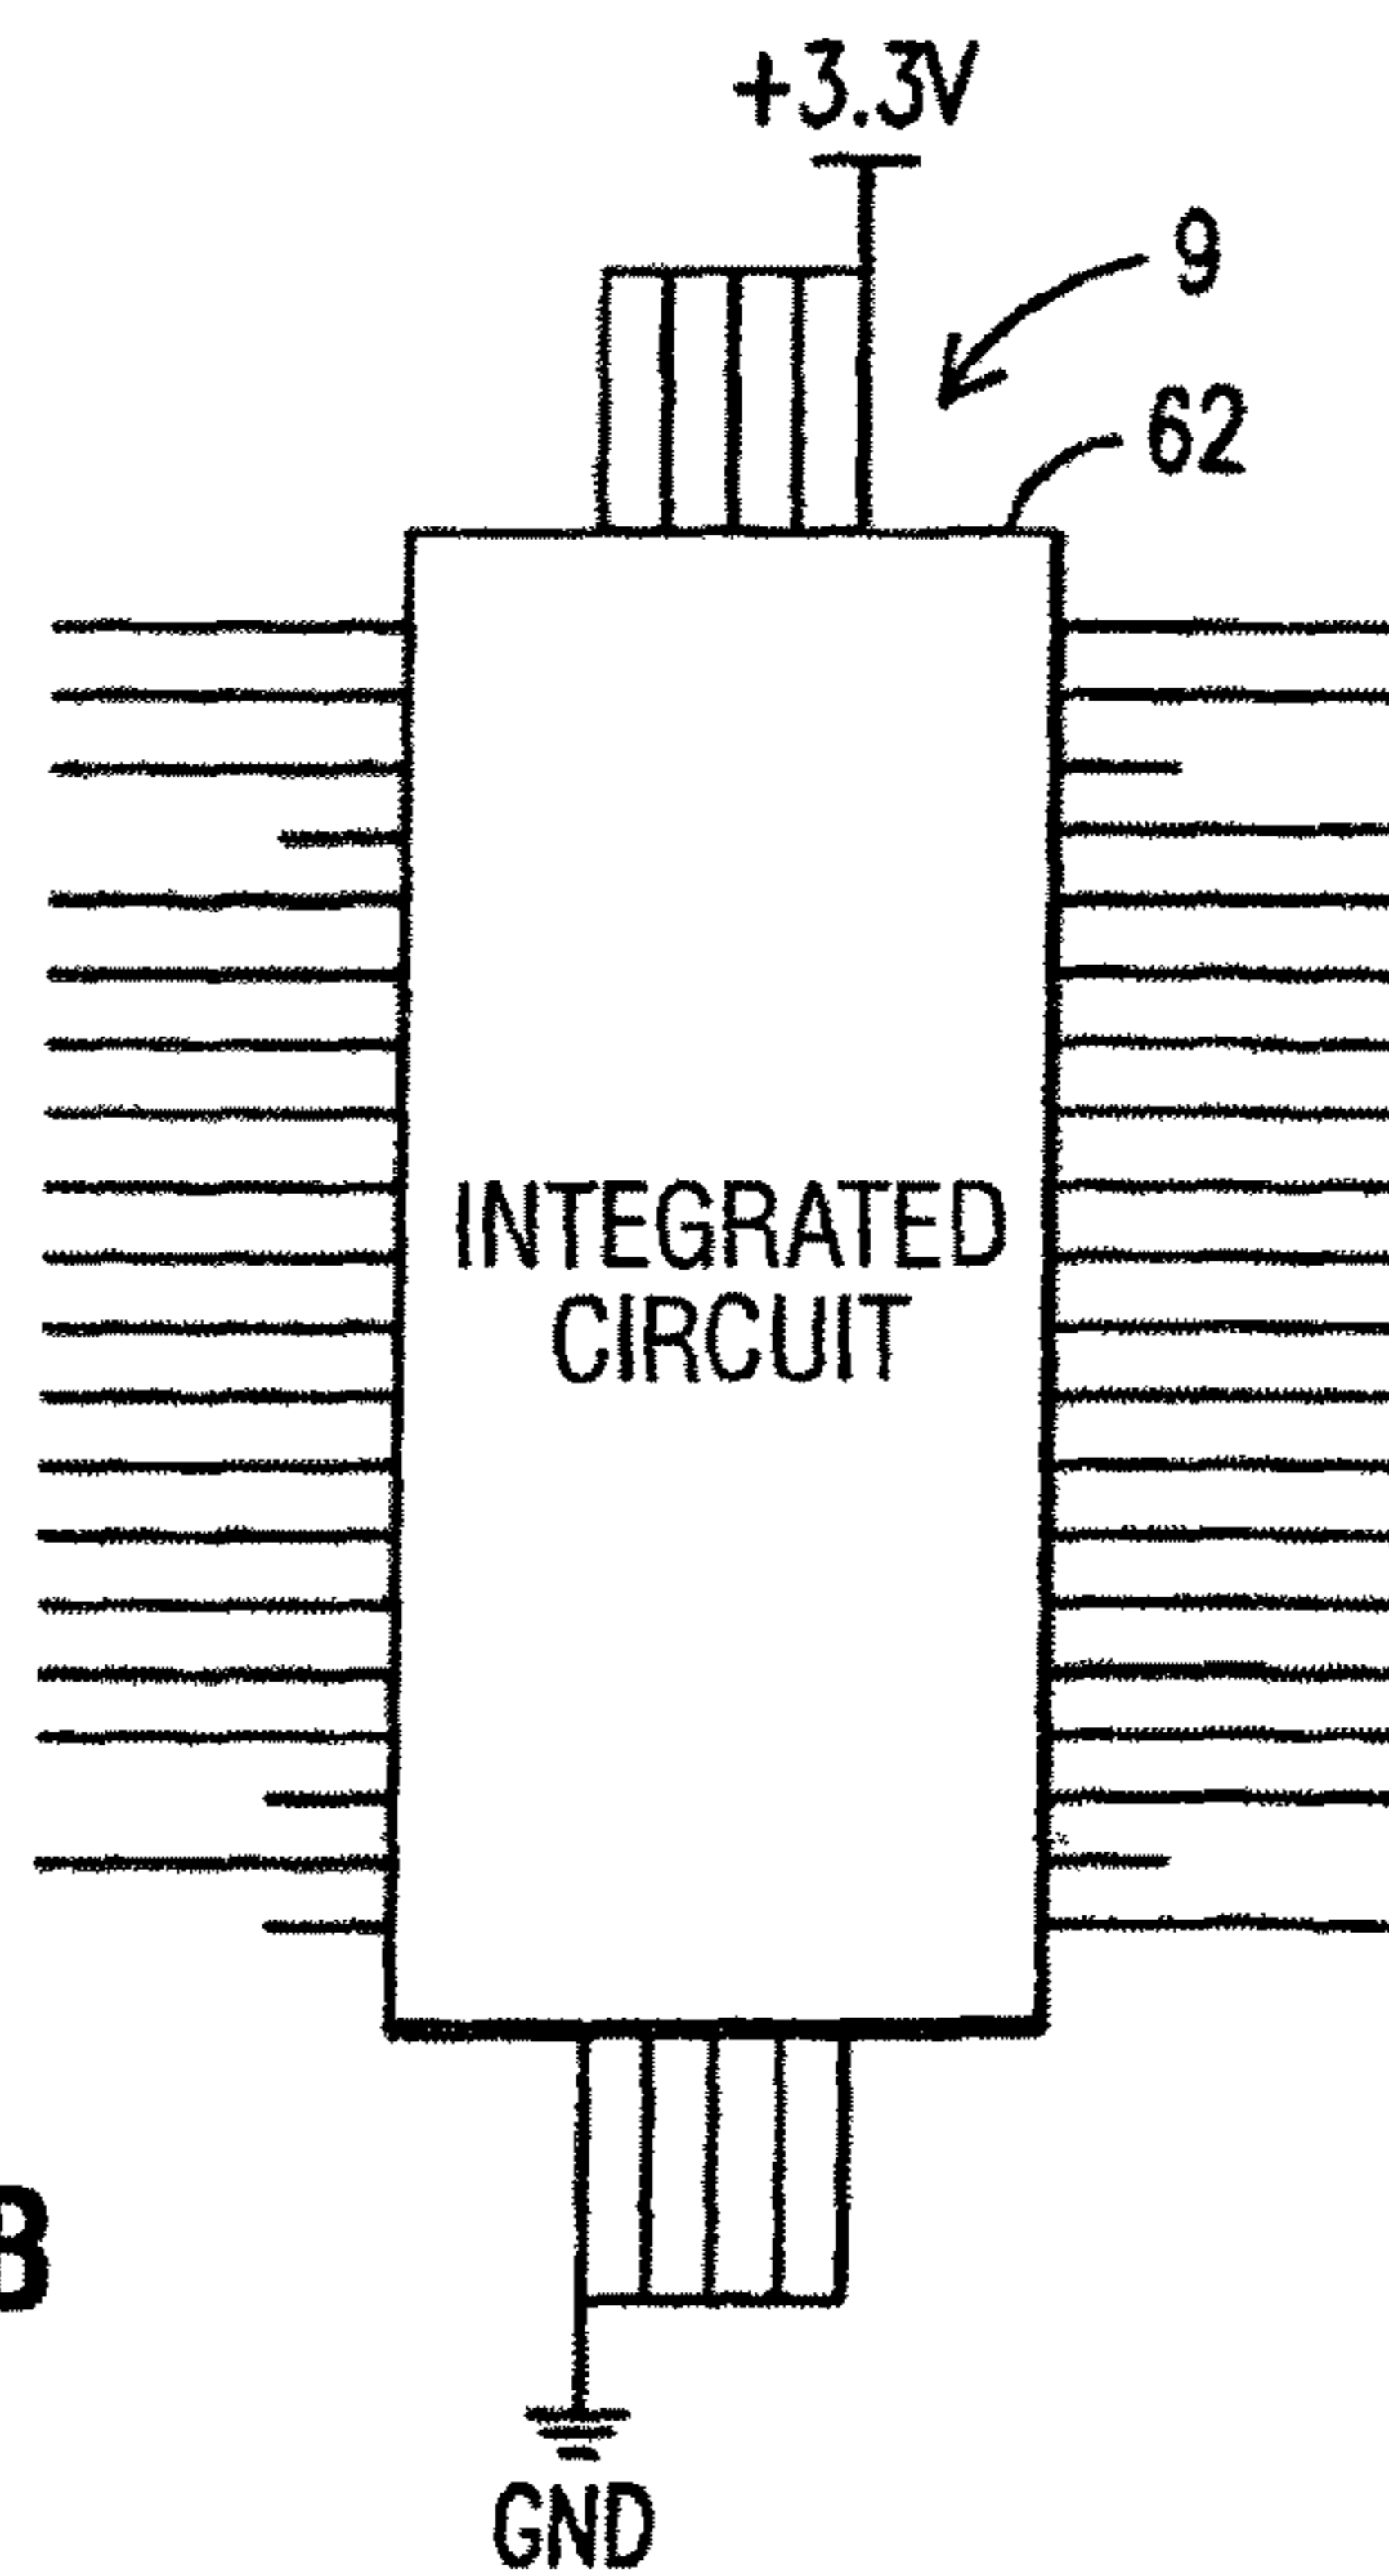 +3.3V
9
62
INTEGRATED
CIRCUIT
B
GND